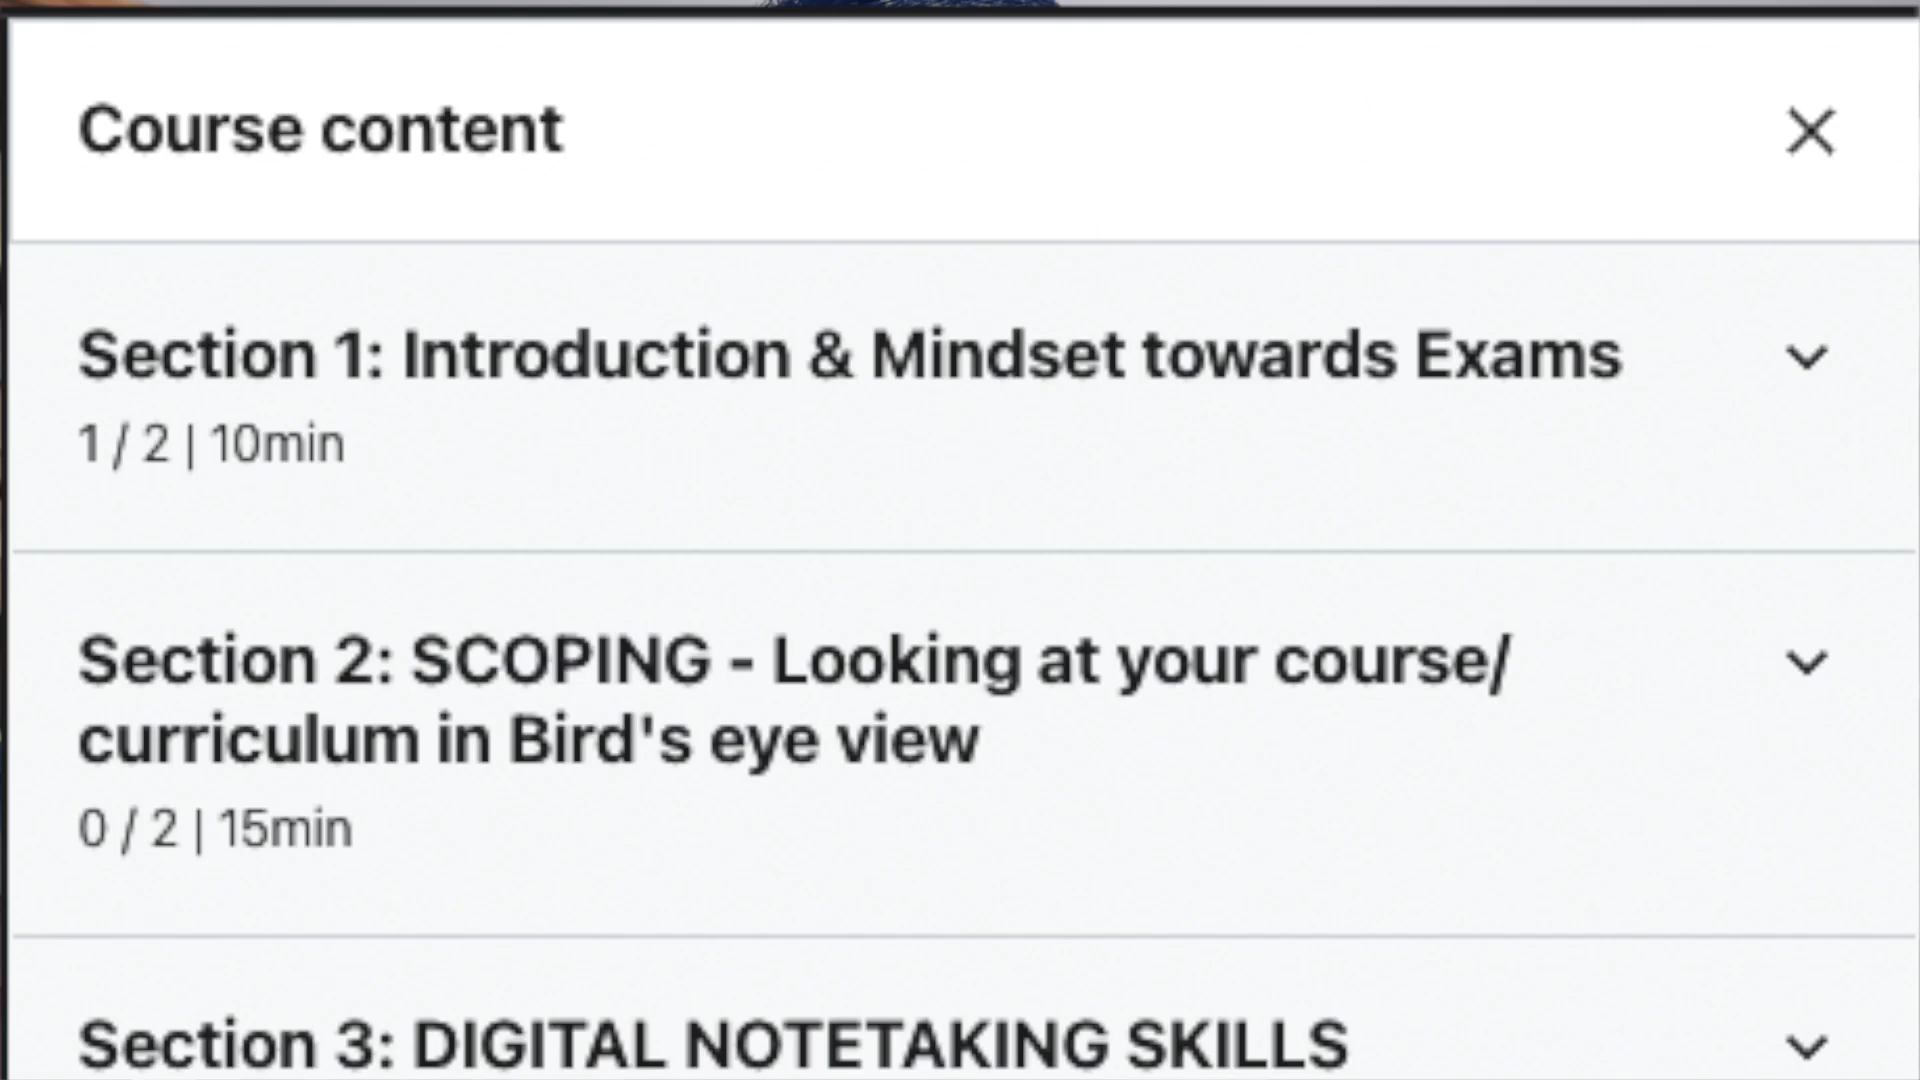 Course content
Section 1: Introduction & Mindset towards Exams
1 / 2 | 10min
Section 2: SCOPING - Looking at your course/
curriculum in Bird's eye view
0 / 2 | 15min
Section 3: DIGITAL NOTETAKING SKILLS